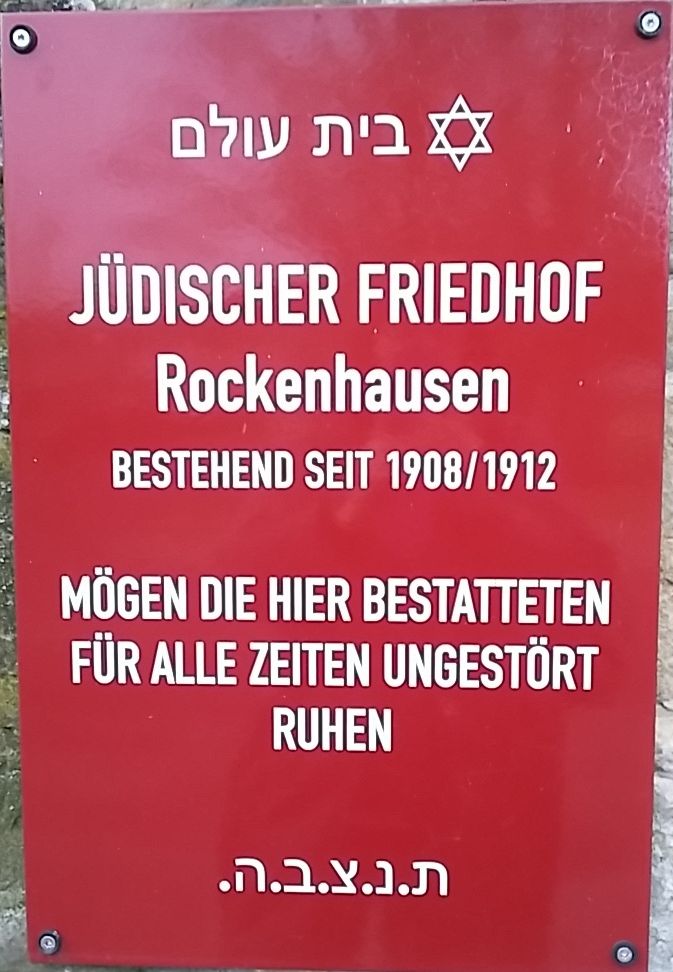 בית עולם
JÜDISCHER FRIEDHOF
Rockenhausen
BESTEHEND SEIT 1908/1912
MÖGEN DIE HIER BESTATTETEN
FÜR ALLE ZEITEN UNGESTÖRT
RUHEN
ת.נ.צ.ב.ה.